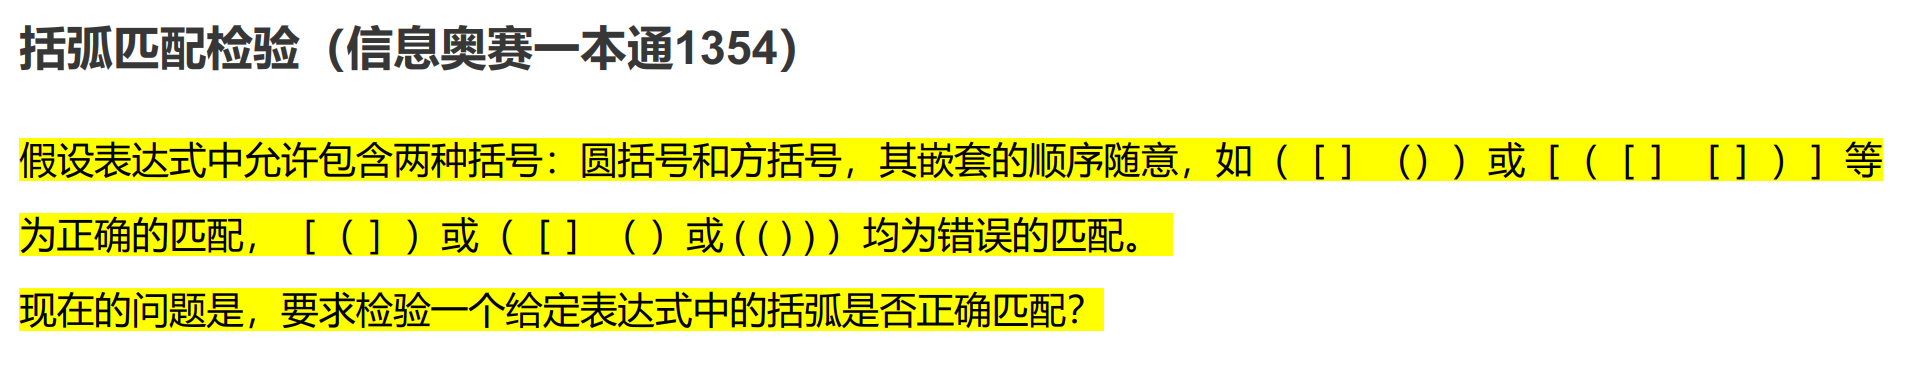 括弧匹配检验（信息奥赛一本通1354）
假设表达式中允许包含两种括号：圆括号和方括号，其嵌套的顺序随意，如（［］（））或［（［］［］）］等
为正确的匹配，［（］）或（［］（）或 ( ( ) ) ）均为错误的匹配。
现在的问题是，要求检验一个给定表达式中的括弧是否正确匹配？